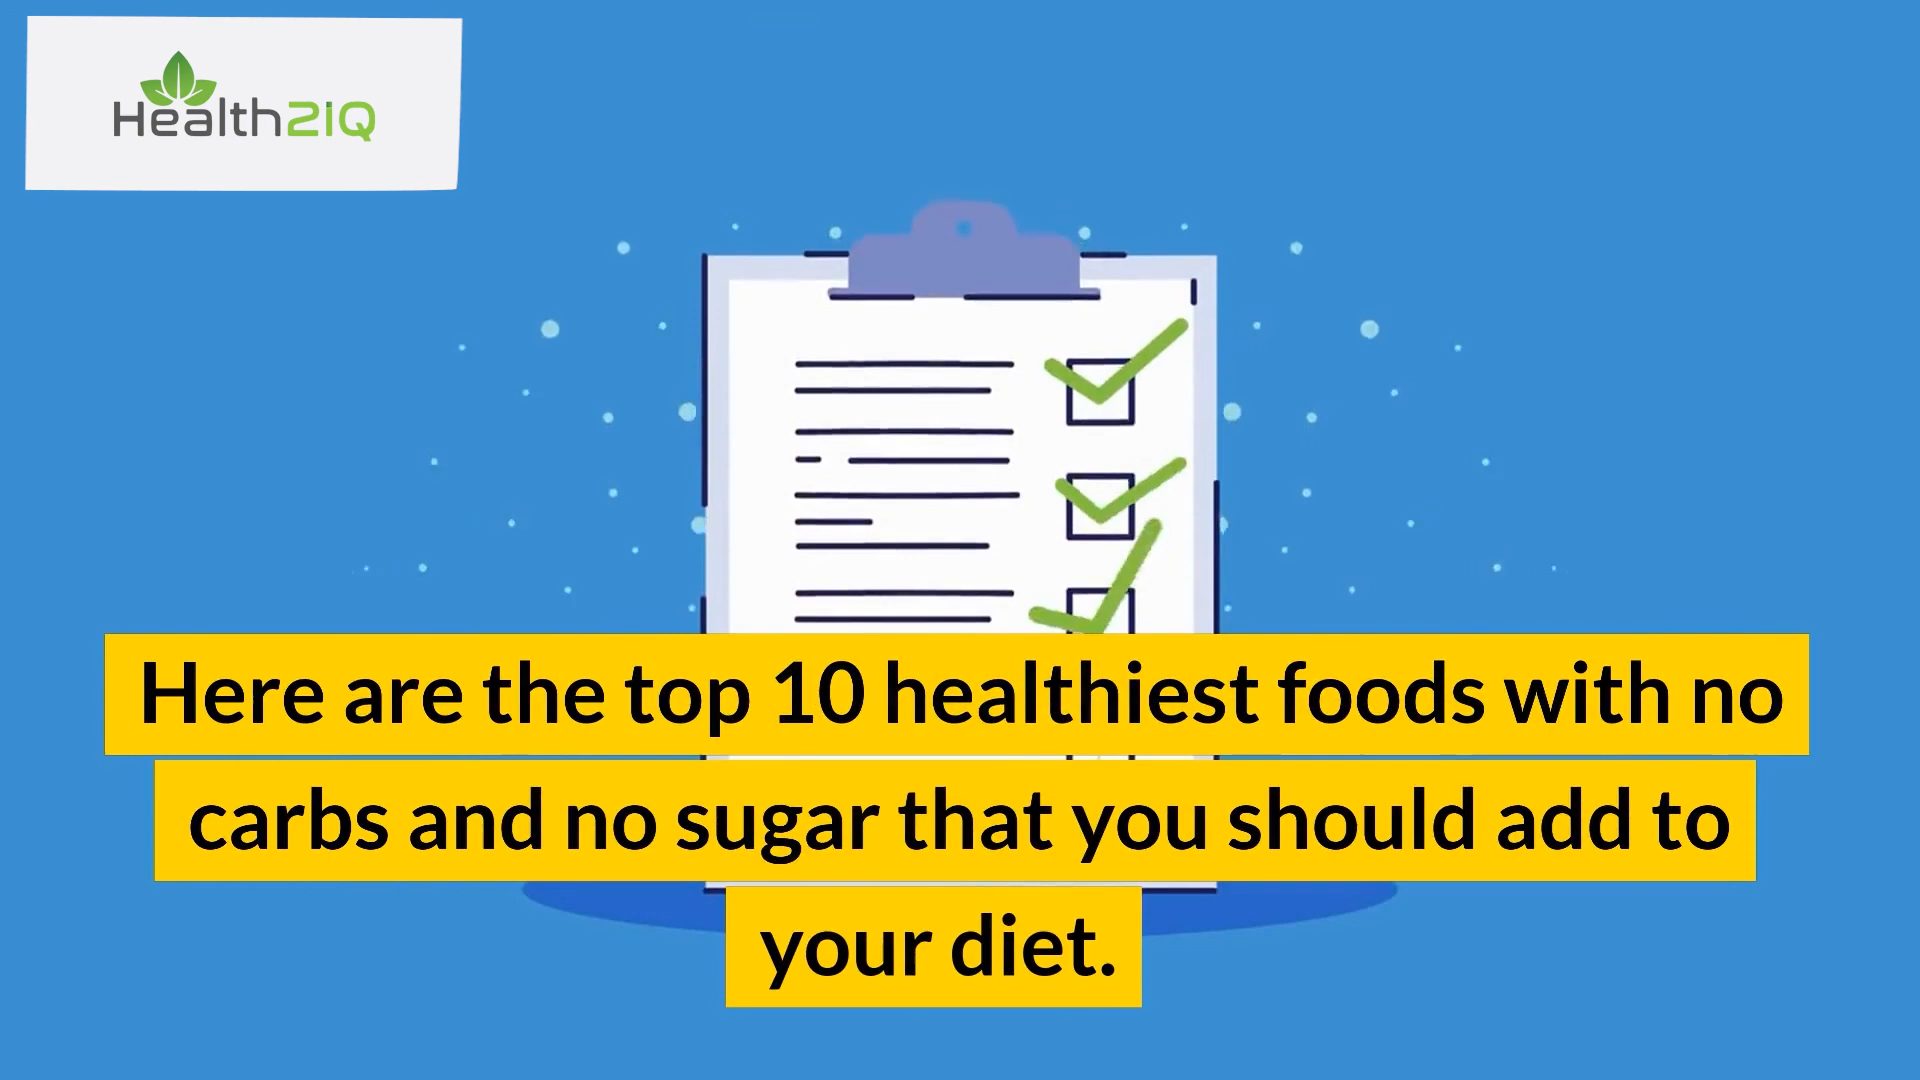 Health2iQ
Here are the top 10 healthiest foods with no
carbs and no sugar that you should add to
your diet.